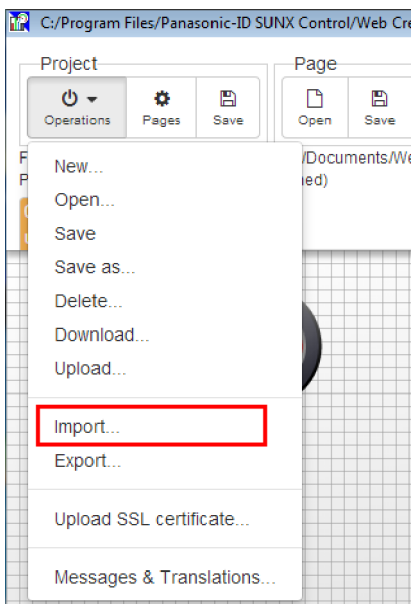 C:/Program Files/Panasonic-ID SUNX Control/Web Cre
Project
Page
Operations
Pages
Save
Open
Save
/Documents/We
New...
Open...
Save
Save as...
Delete...
Download...
Upload...
Import...
Export...
Upload SSL certificate...
Messages & Translations...